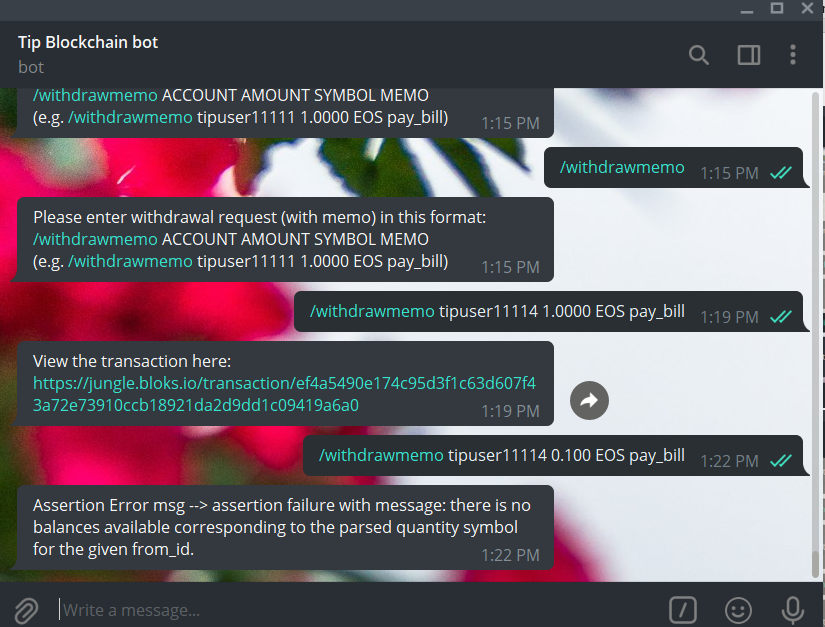 Tip Blockchain bot
bot
/withdrawmemo ACCOUNT AMOUNT SYMBOL MEMO
(e.g. /withdrawmemo tipuser11111 1.0000 EOS pay_bill) 1:15 PM
/withdrawmemo 1:15 PM
Please enter withdrawal request (with memo) in this format:
/withdrawmemo ACCOUNT AMOUNT SYMBOL MEMO
(e.g. /withdrawmemo tipuser11111 1.0000 EOS pay_bill) 1:15 PM
/withdrawmemo tipuser11114 1.0000 EOS pay_bill 1:19 PM
View the transaction here:
https://jungle.bloks.io/transaction/ef4a5490e174c95d3f1c63d607f4
3a72e73910ccb18921da2d9dd1c09419a6a0 1:19 PM
/withdrawmemo tipuser11114 0.100 EOS pay_bill 1:22 PM
Assertion Error msg --> assertion failure with message: there is no
balances available corresponding to the parsed quantity symbol
for the given from_id. 1:22 PM
Write a message...